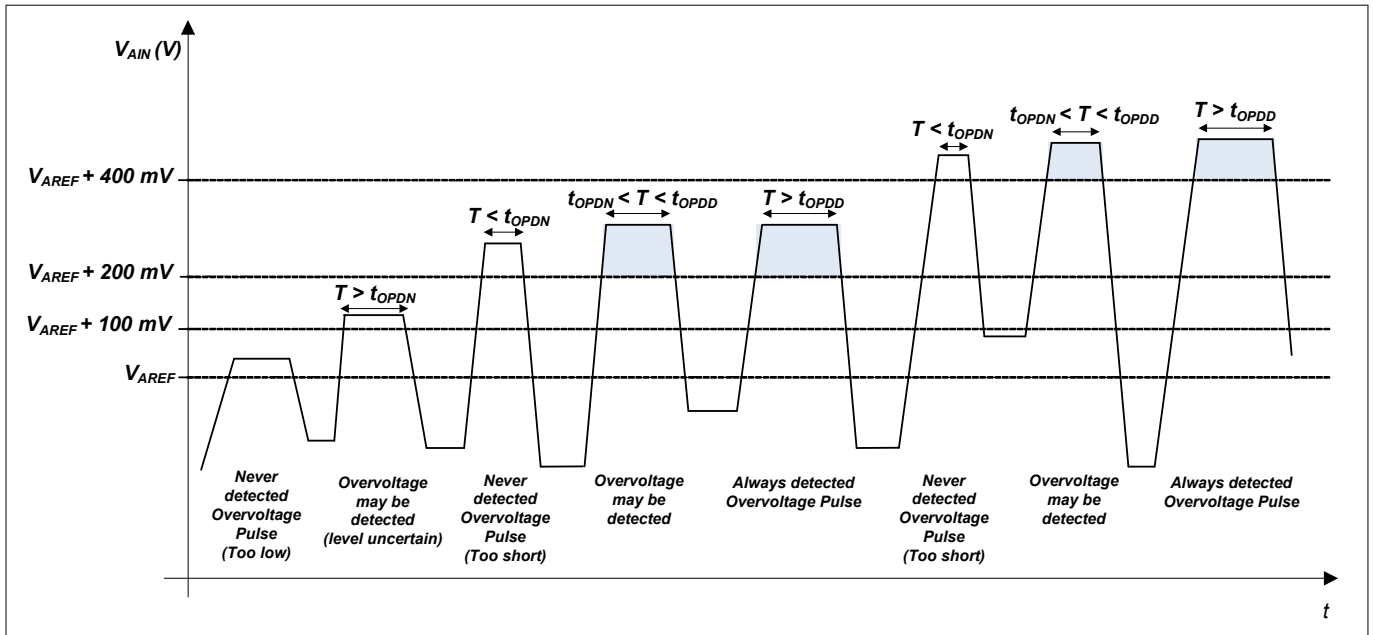 V_AIN (V)
V_AREF + 400 mV
V_AREF + 200 mV
V_AREF + 100 mV
V_AREF
T > t_OPDN
T < t_OPDN
t_OPDN < T < t_OPDD
T > t_OPDD
T < t_OPDN
t_OPDN < T < t_OPDD
T > t_OPDD
Never
detected
Overvoltage
Pulse
(Too low)
Overvoltage
may be
detected
(level uncertain)
Never
detected
Overvoltage
Pulse
(Too short)
Overvoltage
may be
detected
Always detected
Overvoltage Pulse
Never
detected
Overvoltage
Pulse
(Too short)
Overvoltage
may be
detected
Always detected
Overvoltage Pulse
t